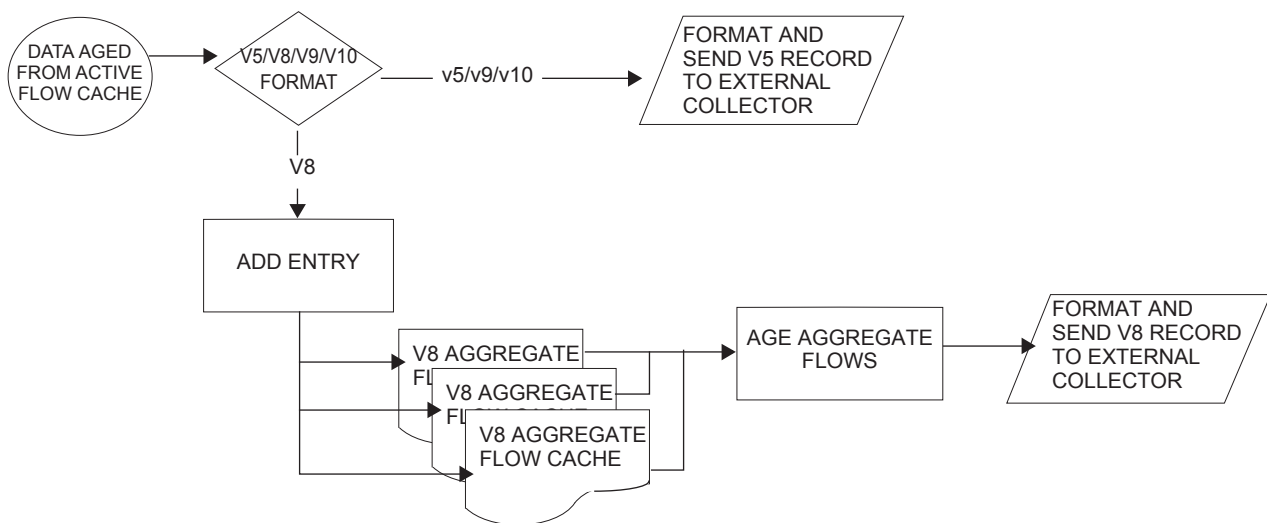 DATA AGED
FROM ACTIVE
FLOW CACHE
V5/V8/V9/V10
FORMAT
v5/v9/v10
FORMAT AND
SEND V5 RECORD
TO EXTERNAL
COLLECTOR
V8
ADD ENTRY
V8 AGGREGATE
V8 AGGREGATE
FLOW CACHE
V8 AGGREGATE
FLOW CACHE
AGE AGGREGATE
FLOWS
FORMAT AND
SEND V8 RECORD
TO EXTERNAL
COLLECTOR